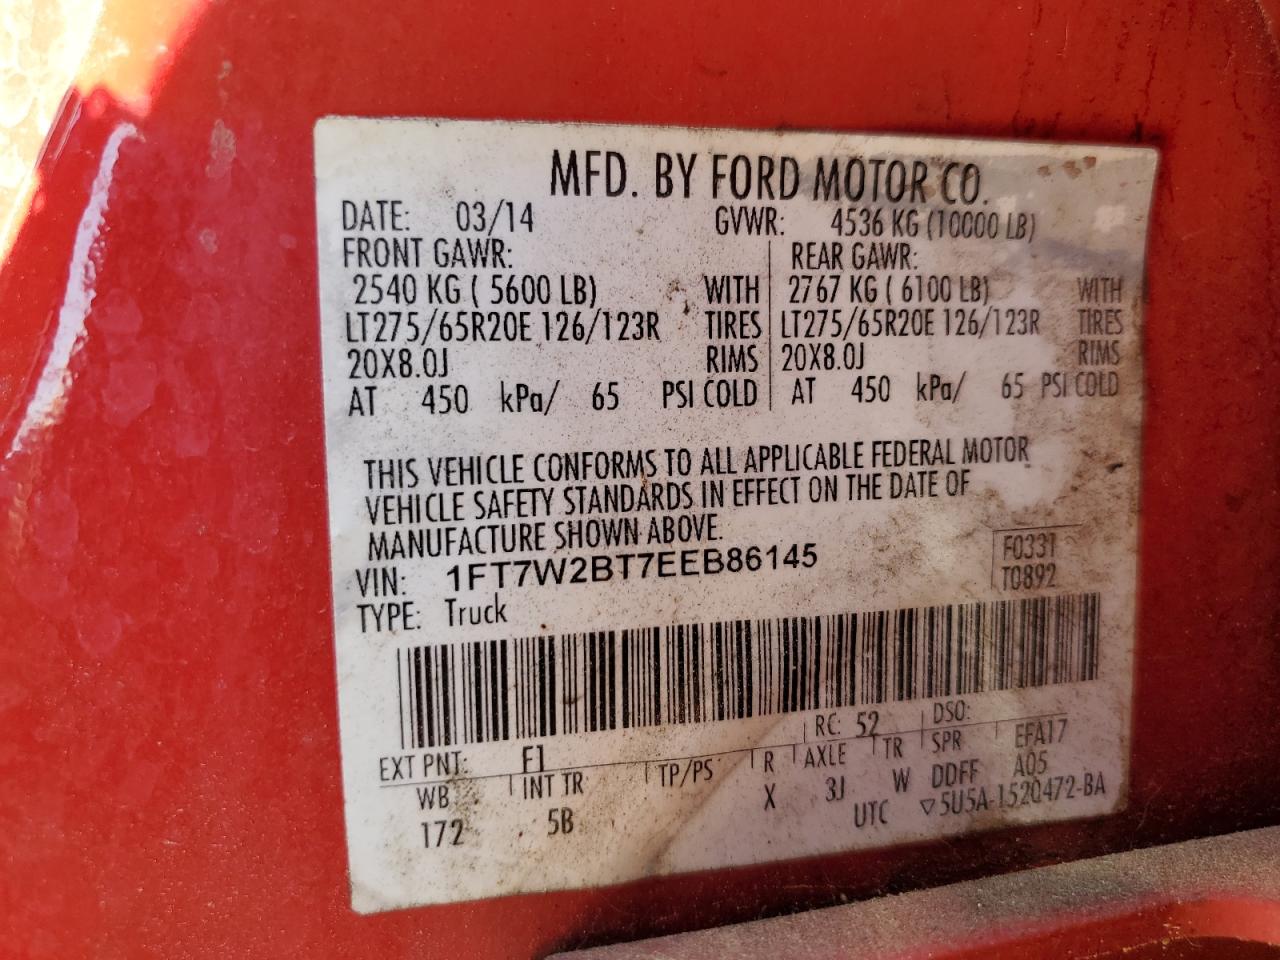 MFD. BY FORD MOTOR CO.
DATE: 03/14 GVWR: 4536 KG (10000 LB)
FRONT GAWR: REAR GAWR:
2540 KG ( 5600 LB) WITH 2767 KG ( 6100 LB) WITH
LT275/65R20E 126/123R TIRES LT275/65R20E 126/123R TIRES
20X8.0J RIMS 20X8.0J RIMS
AT 450 kPa/ 65 PSI COLD AT 450 kPa/ 65 PSI COLD
THIS VEHICLE CONFORMS TO ALL APPLICABLE FEDERAL MOTOR
VEHICLE SAFETY STANDARDS IN EFFECT ON THE DATE OF
MANUFACTURE SHOWN ABOVE.
VIN: 1FT7W2BT7EEB86145
F0331
TYPE: Truck
T0892
EXT PNT: F1 RC: 52 DSO:
WB INT TR TP/PS R AXLE TR SPR EFA17
172 5B X 3J W DDFF A05
UTC ▽5U5A-1520472-BA